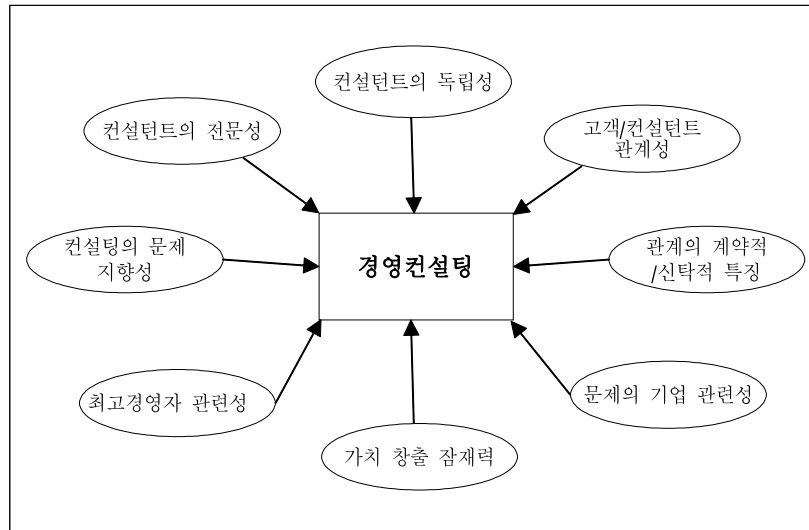 컨설턴트의 독립성
컨설턴트의 전문성
고객/컨설턴트
관계성
컨설팅의 문제
지향성
경영컨설팅
관계의 계약적
/신탁적 특징
최고경영자 관련성
문제의 기업 관련성
가치 창출 잠재력